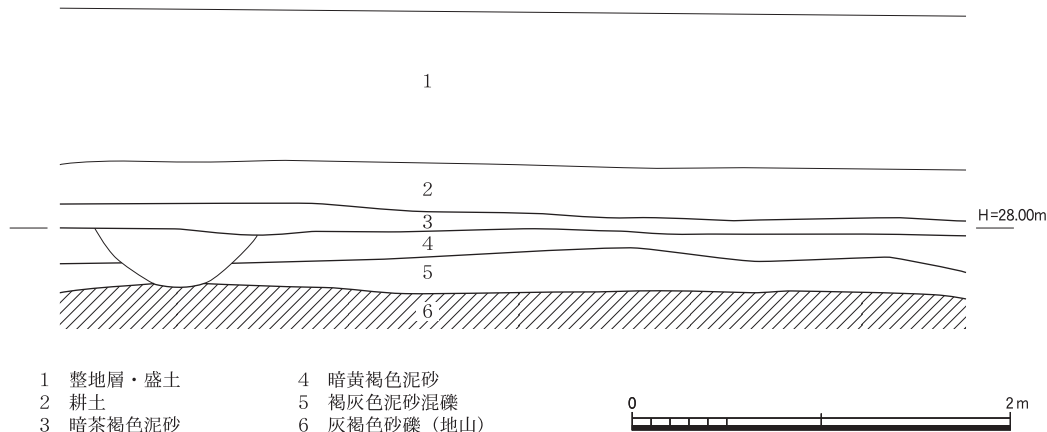 1
2
3
4
5
6
H=28.00m
1 整地層・盛土
2 耕土
3 暗茶褐色泥砂
4 暗黄褐色泥砂
5 褐灰色泥砂混礫
6 灰褐色砂礫（地山）
0 2m